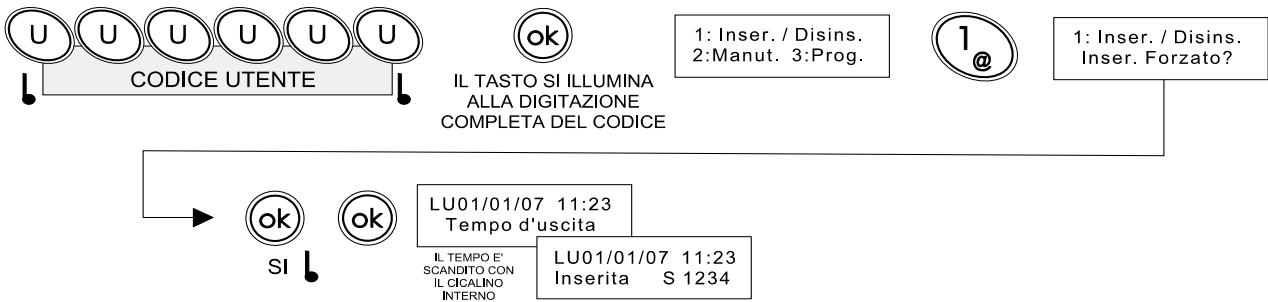 U U U U U U
CODICE UTENTE
ok
IL TASTO SI ILLUMINA
ALLA DIGITAZIONE
COMPLETA DEL CODICE
1: Inser. / Disins.
2:Manut. 3:Prog.
1@
1: Inser. / Disins.
Inser. Forzato?
ok
SI
ok
LU01/01/07 11:23
Tempo d'uscita
IL TEMPO E'
SCANDITO CON
IL CICALINO
INTERNO
LU01/01/07 11:23
Inserita S 1234